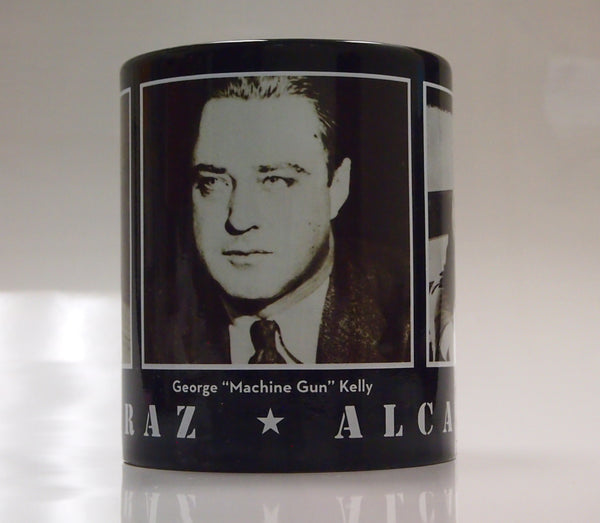 George “Machine Gun” Kelly
RAZ ★ ALCA